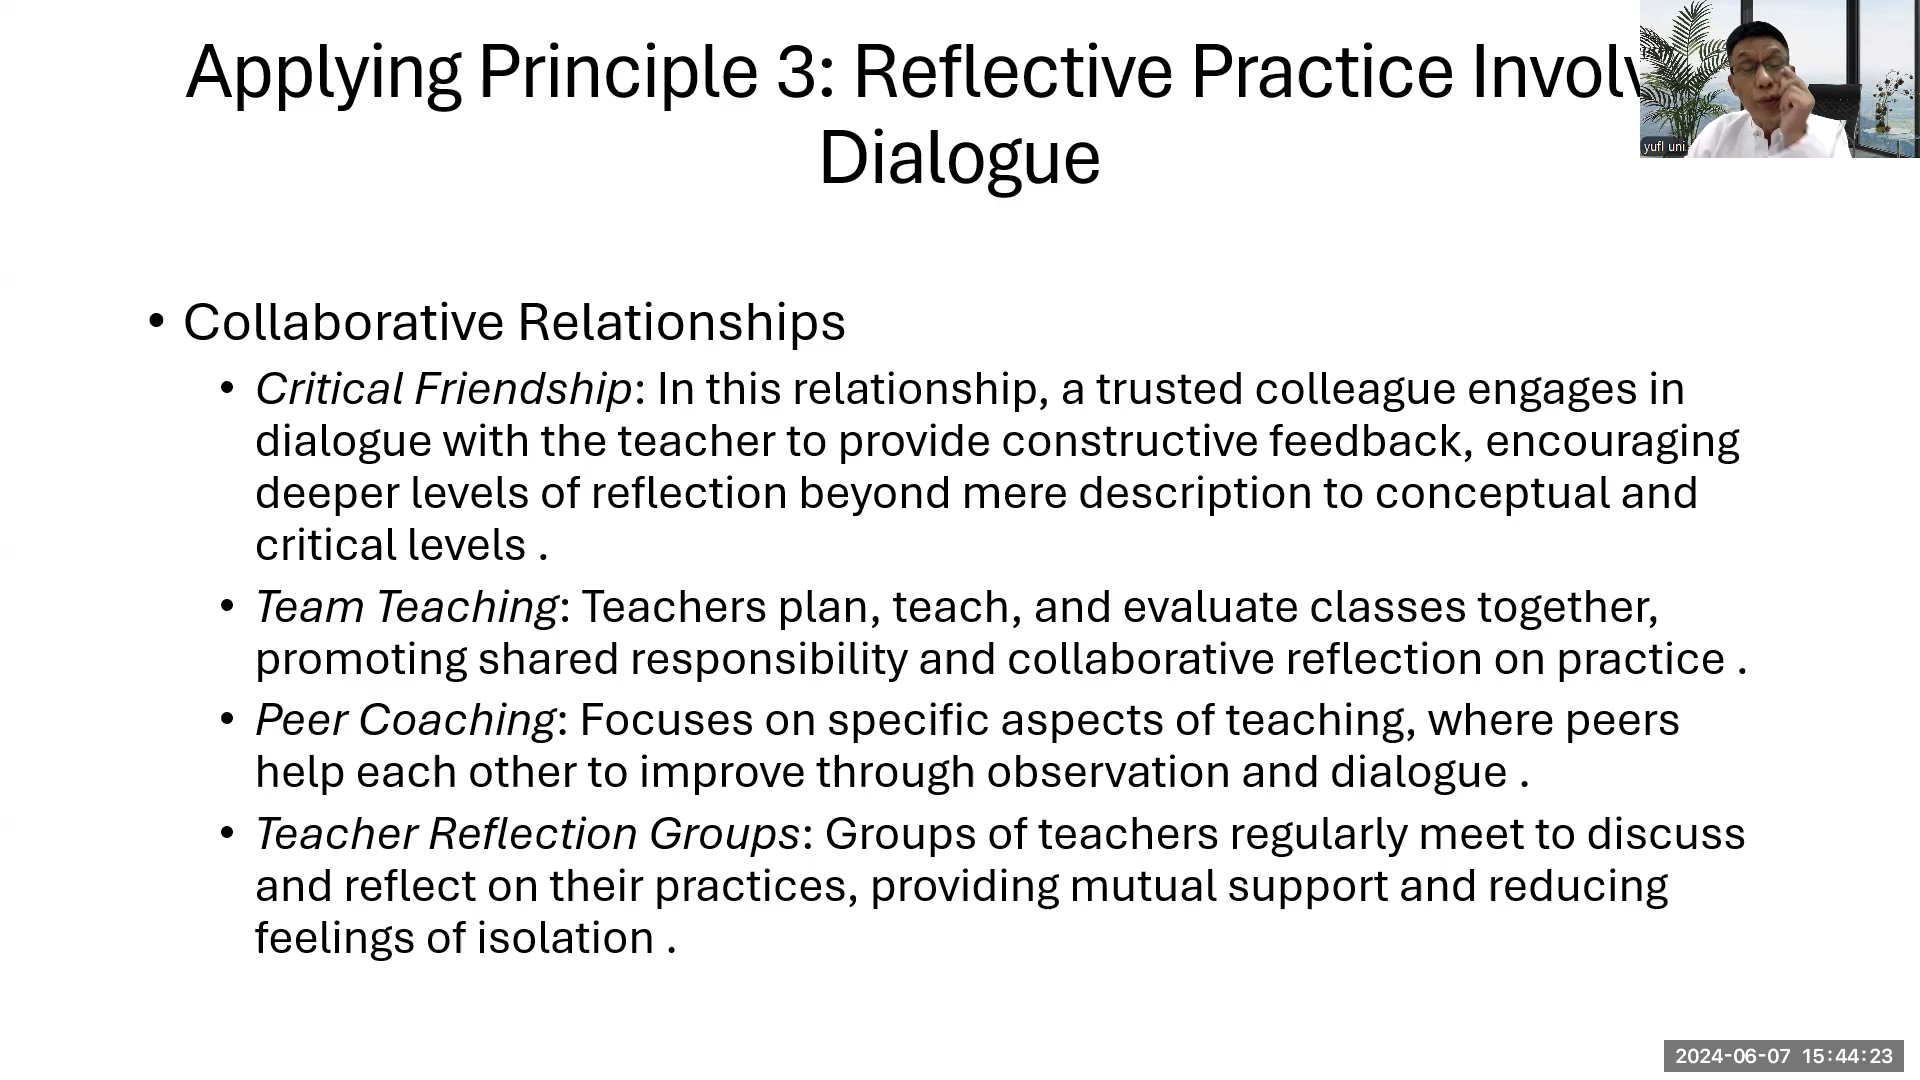 Applying Principle 3: Reflective Practice Involv
Dialogue
yufl uni
• Collaborative Relationships
• Critical Friendship: In this relationship, a trusted colleague engages in
dialogue with the teacher to provide constructive feedback, encouraging
deeper levels of reflection beyond mere description to conceptual and
critical levels .
• Team Teaching: Teachers plan, teach, and evaluate classes together,
promoting shared responsibility and collaborative reflection on practice .
• Peer Coaching: Focuses on specific aspects of teaching, where peers
help each other to improve through observation and dialogue .
• Teacher Reflection Groups: Groups of teachers regularly meet to discuss
and reflect on their practices, providing mutual support and reducing
feelings of isolation .
2024-06-07 15:44:23